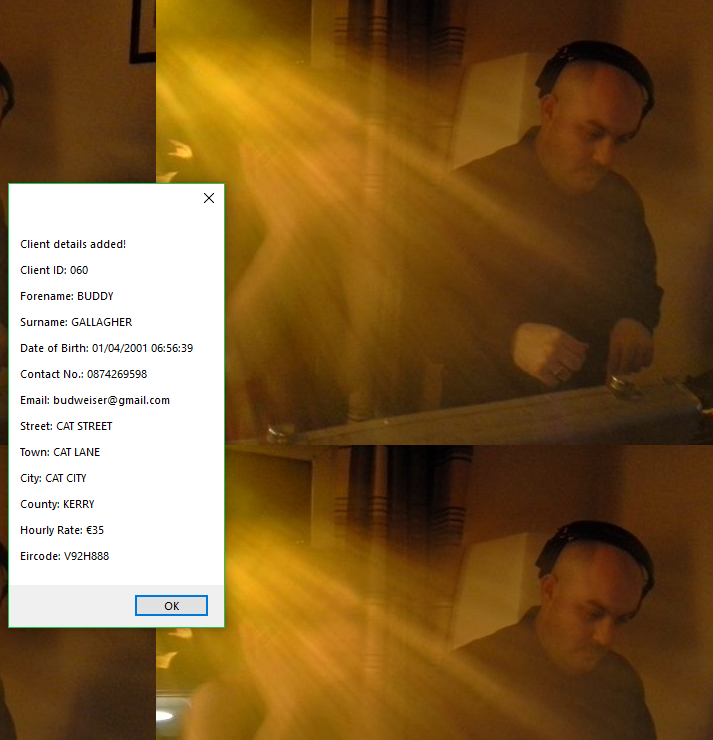 Client details added!
Client ID: 060
Forename: BUDDY
Surname: GALLAGHER
Date of Birth: 01/04/2001 06:56:39
Contact No.: 0874269598
Email: budweiser@gmail.com
Street: CAT STREET
Town: CAT LANE
City: CAT CITY
County: KERRY
Hourly Rate: €35
Eircode: V92H888
OK